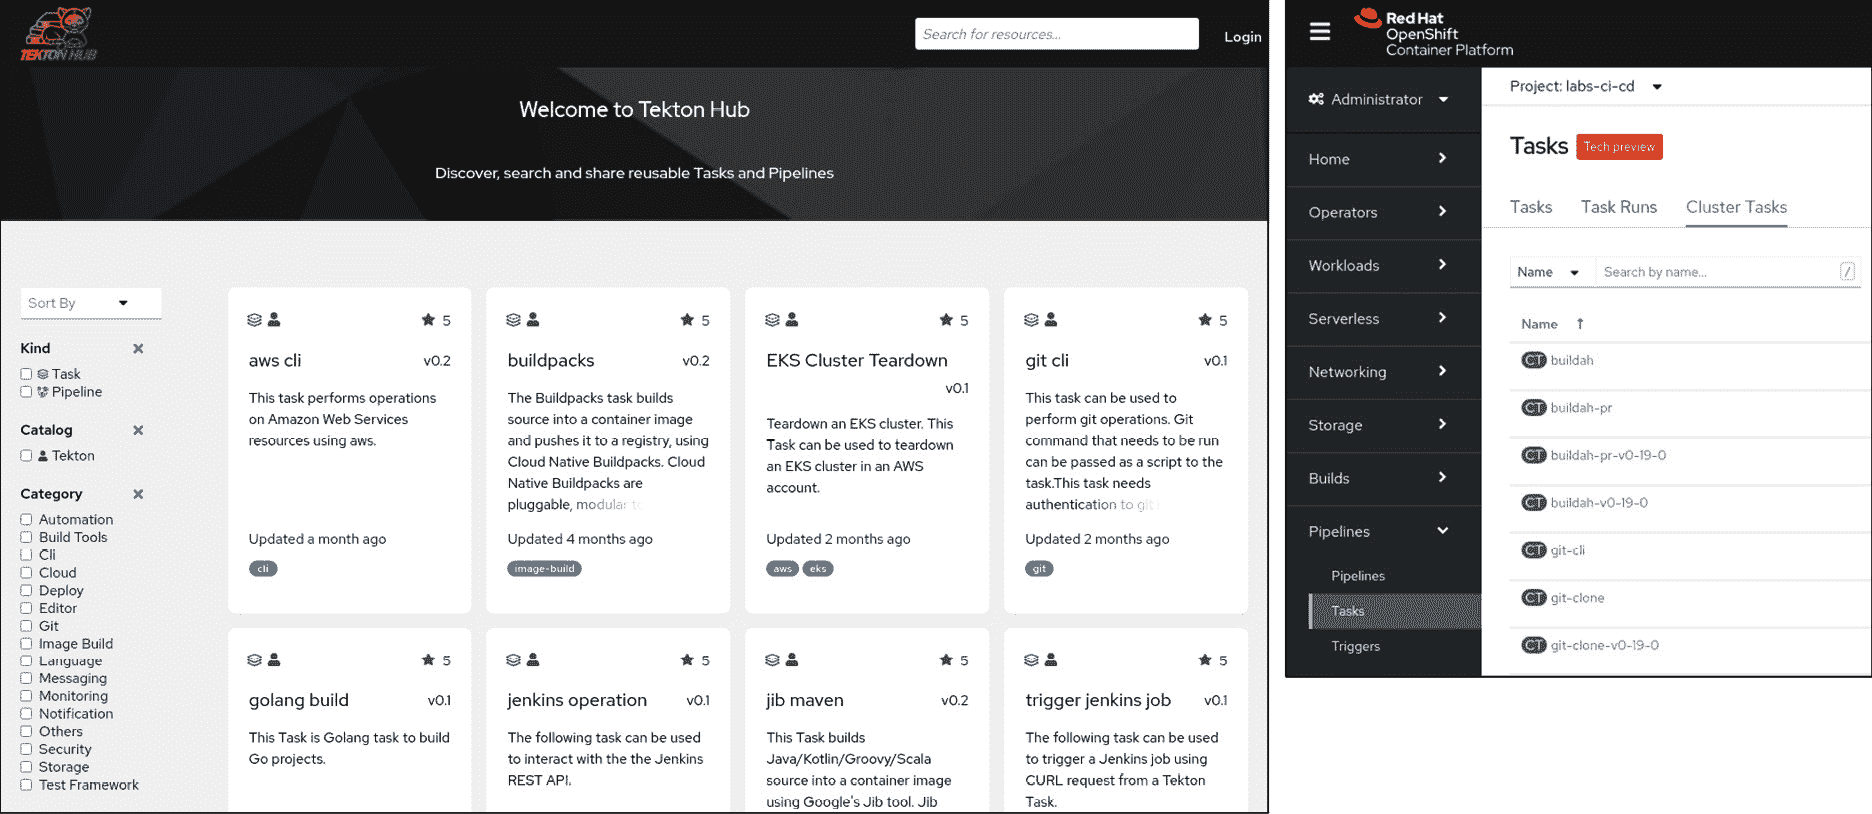 TEKTON HUB
Search for resources...
Login
Welcome to Tekton Hub
Discover, search and share reusable Tasks and Pipelines
Sort By
Kind
Task
Pipeline
Catalog
Tekton
Category
Automation
Build Tools
Cli
Cloud
Deploy
Editor
Git
Image Build
Language
Messaging
Monitoring
Notification
Others
Security
Storage
Test Framework
5
aws cli v0.2
This task performs operations
on Amazon Web Services
resources using aws.
Updated a month ago
cli
5
buildpacks v0.2
The Buildpacks task builds
source into a container image
and pushes it to a registry, using
Cloud Native Buildpacks. Cloud
Native Buildpacks are
pluggable, modular to
Updated 4 months ago
image-build
5
EKS Cluster Teardown
v0.1
Teardown an EKS cluster. This
Task can be used to teardown
an EKS cluster in an AWS
account.
Updated 2 months ago
aws eks
5
git cli v0.1
This task can be used to
perform git operations. Git
command that needs to be run
can be passed as a script to the
task.This task needs
authentication to git
Updated 2 months ago
git
5
golang build v0.1
This Task is Golang task to build
Go projects.
5
jenkins operation v0.1
The following task can be used
to interact with the the Jenkins
REST API.
5
jib maven v0.2
This Task builds
Java/Kotlin/Groovy/Scala
source into a container image
using Google's Jib tool. Jib
5
trigger jenkins job v0.1
The following task can be used
to trigger a Jenkins job using
CURL request from a Tekton
Task.
Red Hat
OpenShift
Container Platform
Administrator
Home
Operators
Workloads
Serverless
Networking
Storage
Builds
Pipelines
Pipelines
Tasks
Triggers
Project: labs-ci-cd
Tasks Tech preview
Tasks Task Runs Cluster Tasks
Name Search by name... /
Name
CT buildah
CT buildah-pr
CT buildah-pr-v0-19-0
CT buildah-v0-19-0
CT git-cli
CT git-clone
CT git-clone-v0-19-0